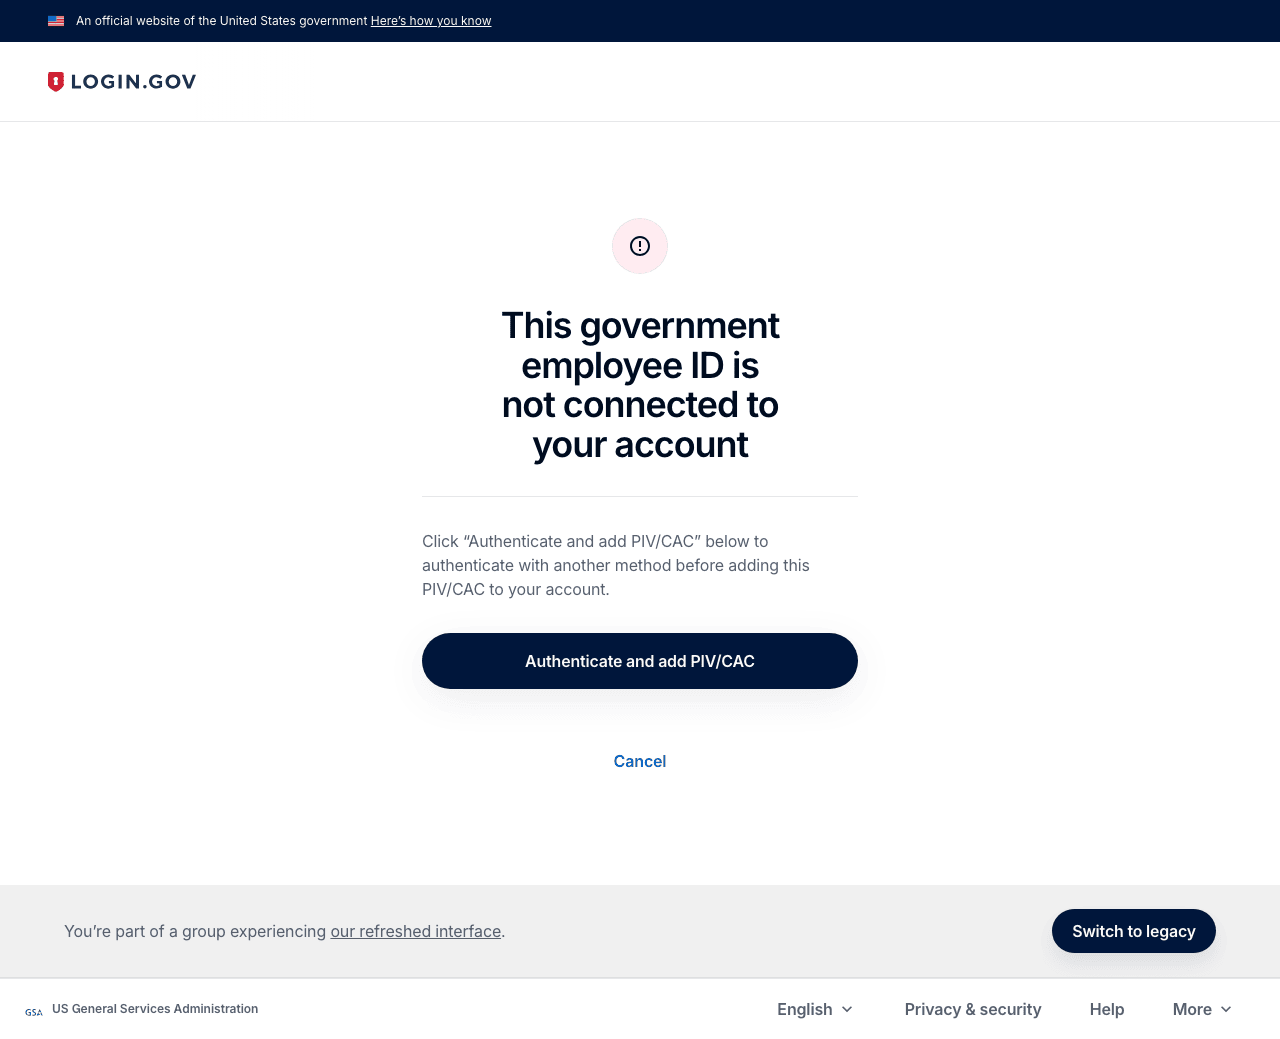 An official website of the United States government Here’s how you know
LOGIN.GOV
This government
employee ID is
not connected to
your account
Click “Authenticate and add PIV/CAC” below to
authenticate with another method before adding this
PIV/CAC to your account.
Authenticate and add PIV/CAC
Cancel
You’re part of a group experiencing our refreshed interface.
Switch to legacy
GSA US General Services Administration
English
Privacy & security
Help
More